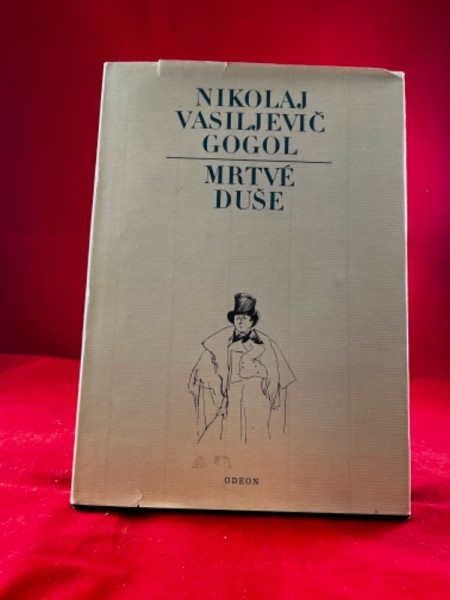 NIKOLAJ
VASILJEVIČ
GOGOL
MRTVÉ
DUŠE
ODEON